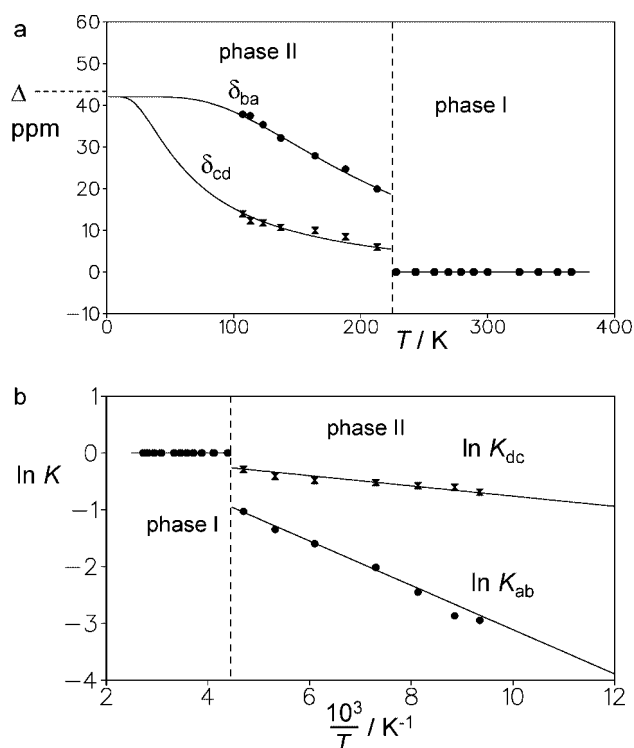 a
60
50
40
30
20
10
0
−10
Δ
ppm
phase II
phase I
δba
δcd
0
100
200
300
400
T / K
b
1
0
−1
−2
−3
−4
ln K
phase II
phase I
ln Kdc
ln Kab
2
4
6
8
10
12
10³/T / K⁻¹